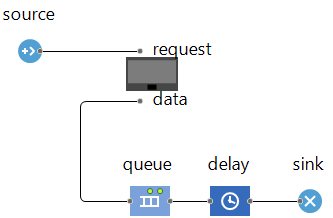 source
request
data
queue
delay
sink